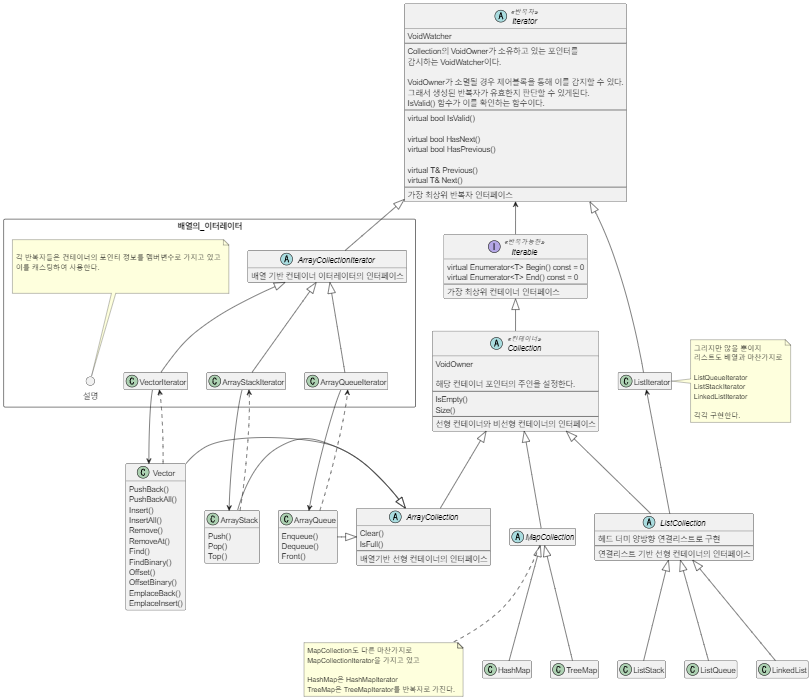 «반복자»
A Iterator
VoidWatcher
Collection의 VoidOwner가 소유하고 있는 포인터를
감시하는 VoidWatcher이다.
VoidOwner가 소멸될 경우 제어블록을 통해 이를 감지할 수 있다.
그래서 생성된 반복자가 유효한지 판단할 수 있게된다.
IsValid() 함수가 이를 확인하는 함수이다.
virtual bool IsValid()
virtual bool HasNext()
virtual bool HasPrevious()
virtual T& Previous()
virtual T& Next()
가장 최상위 반복자 인터페이스
배열의_이터레이터
각 반복자들은 컨테이너의 포인터 정보를 멤버변수로 가지고 있고
이를 캐스팅하여 사용한다.
A ArrayCollectionIterator
배열 기반 컨테이너 이터레이터의 인터페이스
«반복가능한»
I Iterable
virtual Enumerator<T> Begin() const = 0
virtual Enumerator<T> End() const = 0
가장 최상위 컨테이너 인터페이스
«컨테이너»
A Collection
VoidOwner
해당 컨테이너 포인터의 주인을 설정한다.
IsEmpty()
Size()
선형 컨테이너와 비선형 컨테이너의 인터페이스
설명
C VectorIterator
C ArrayStackIterator
C ArrayQueueIterator
C ListIterator
그러지만 않을 뿐이지
리스트도 배열과 마찬가지로
ListQueueIterator
ListStackIterator
LinkedListIterator
각각 구현한다.
C Vector
PushBack()
PushBackAll()
Insert()
InsertAll()
Remove()
RemoveAt()
Find()
FindBinary()
Offset()
OffsetBinary()
EmplaceBack()
EmplaceInsert()
C ArrayStack
Push()
Pop()
Top()
C ArrayQueue
Enqueue()
Dequeue()
Front()
A ArrayCollection
Clear()
IsFull()
배열기반 선형 컨테이너의 인터페이스
A MapCollection
A ListCollection
헤드 더미 양방향 연결리스트로 구현
연결리스트 기반 선형 컨테이너의 인터페이스
MapCollection도 다른 마산가지로
MapCollectionIterator을 가지고 있고
HashMap은 HashMapIterator
TreeMap은 TreeMapIterator를 반복자로 가진다.
C HashMap
C TreeMap
C ListStack
C ListQueue
C LinkedList